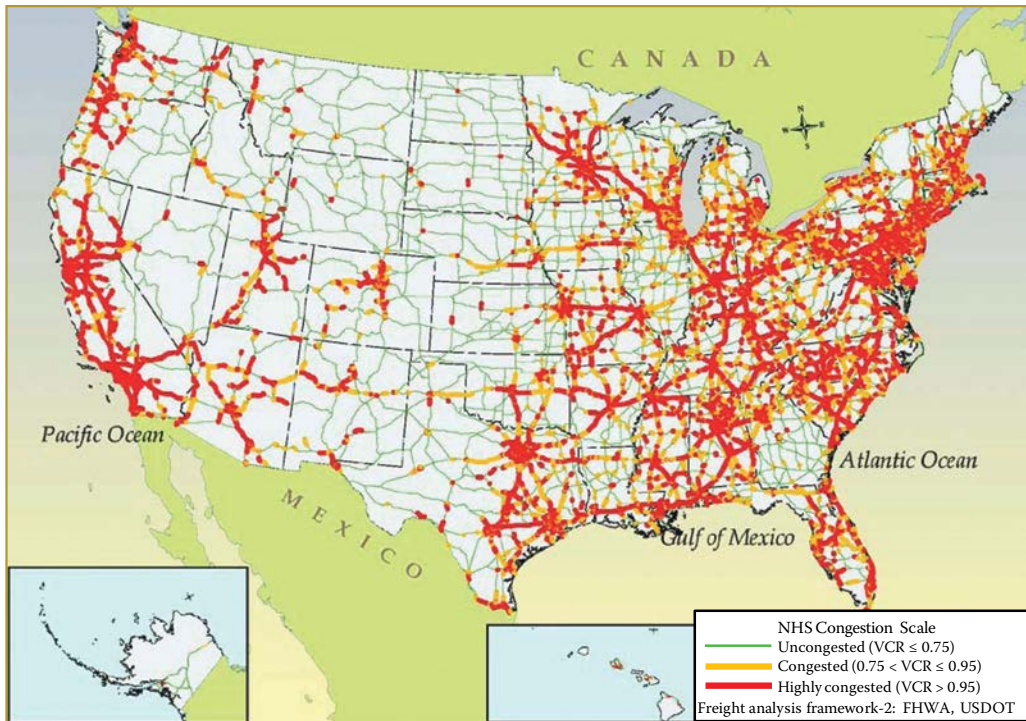 CANADA
N
W E
S
Pacific Ocean
Atlantic Ocean
MEXICO
Gulf of Mexico
NHS Congestion Scale
Uncongested (VCR ≤ 0.75)
Congested (0.75 < VCR ≤ 0.95)
Highly congested (VCR > 0.95)
Freight analysis framework-2: FHWA, USDOT